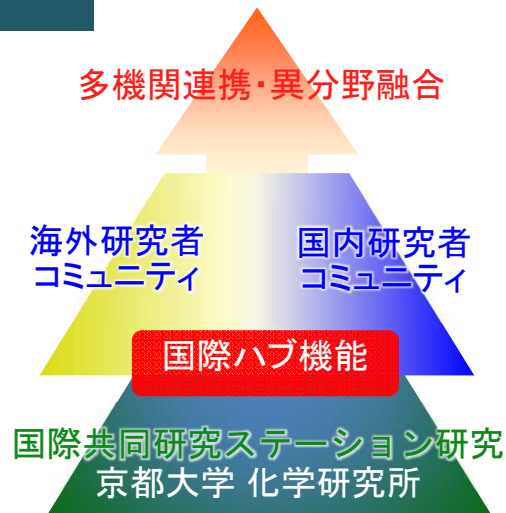 多機関連携・異分野融合
海外研究者
コミュニティ
国内研究者
コミュニティ
国際ハブ機能
国際共同研究ステーション研究
京都大学 化学研究所